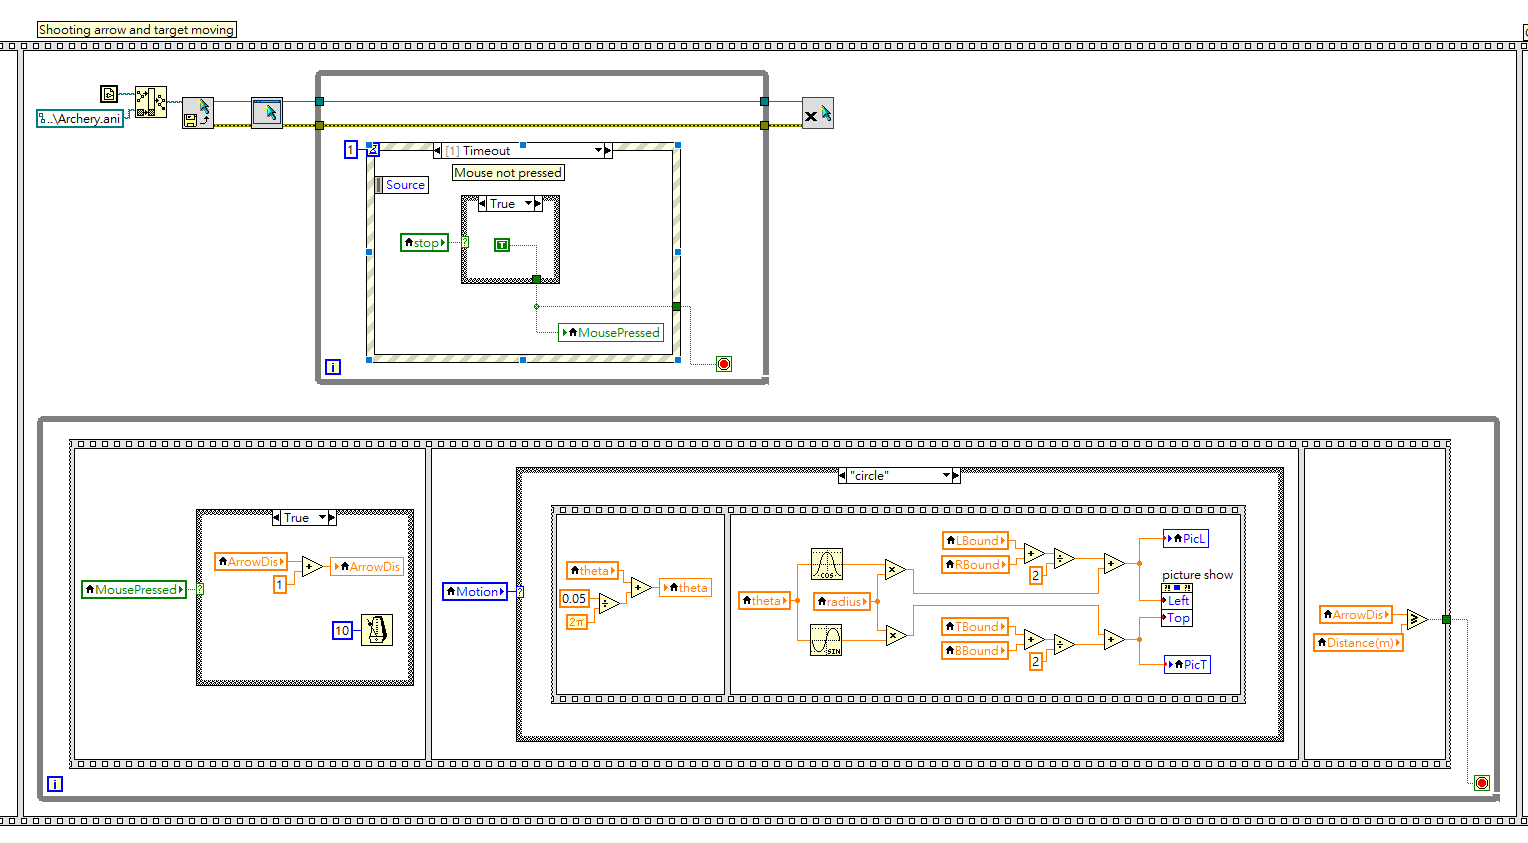 Shooting arrow and target moving
..\Archery.ani
1
[1] Timeout
Mouse not pressed
Source
True
stop
?
T
MousePressed
i
"circle"
True
ArrowDis
+
ArrowDis
1
MousePressed
?
10
Motion
?
theta
0.05
÷
2π
+
theta
theta
COS
SIN
radius
×
×
LBound
RBound
+
÷
2
+
TBound
BBound
+
÷
2
+
PicL
picture show
Left
Top
PicT
ArrowDis
Distance(m)
≥
i